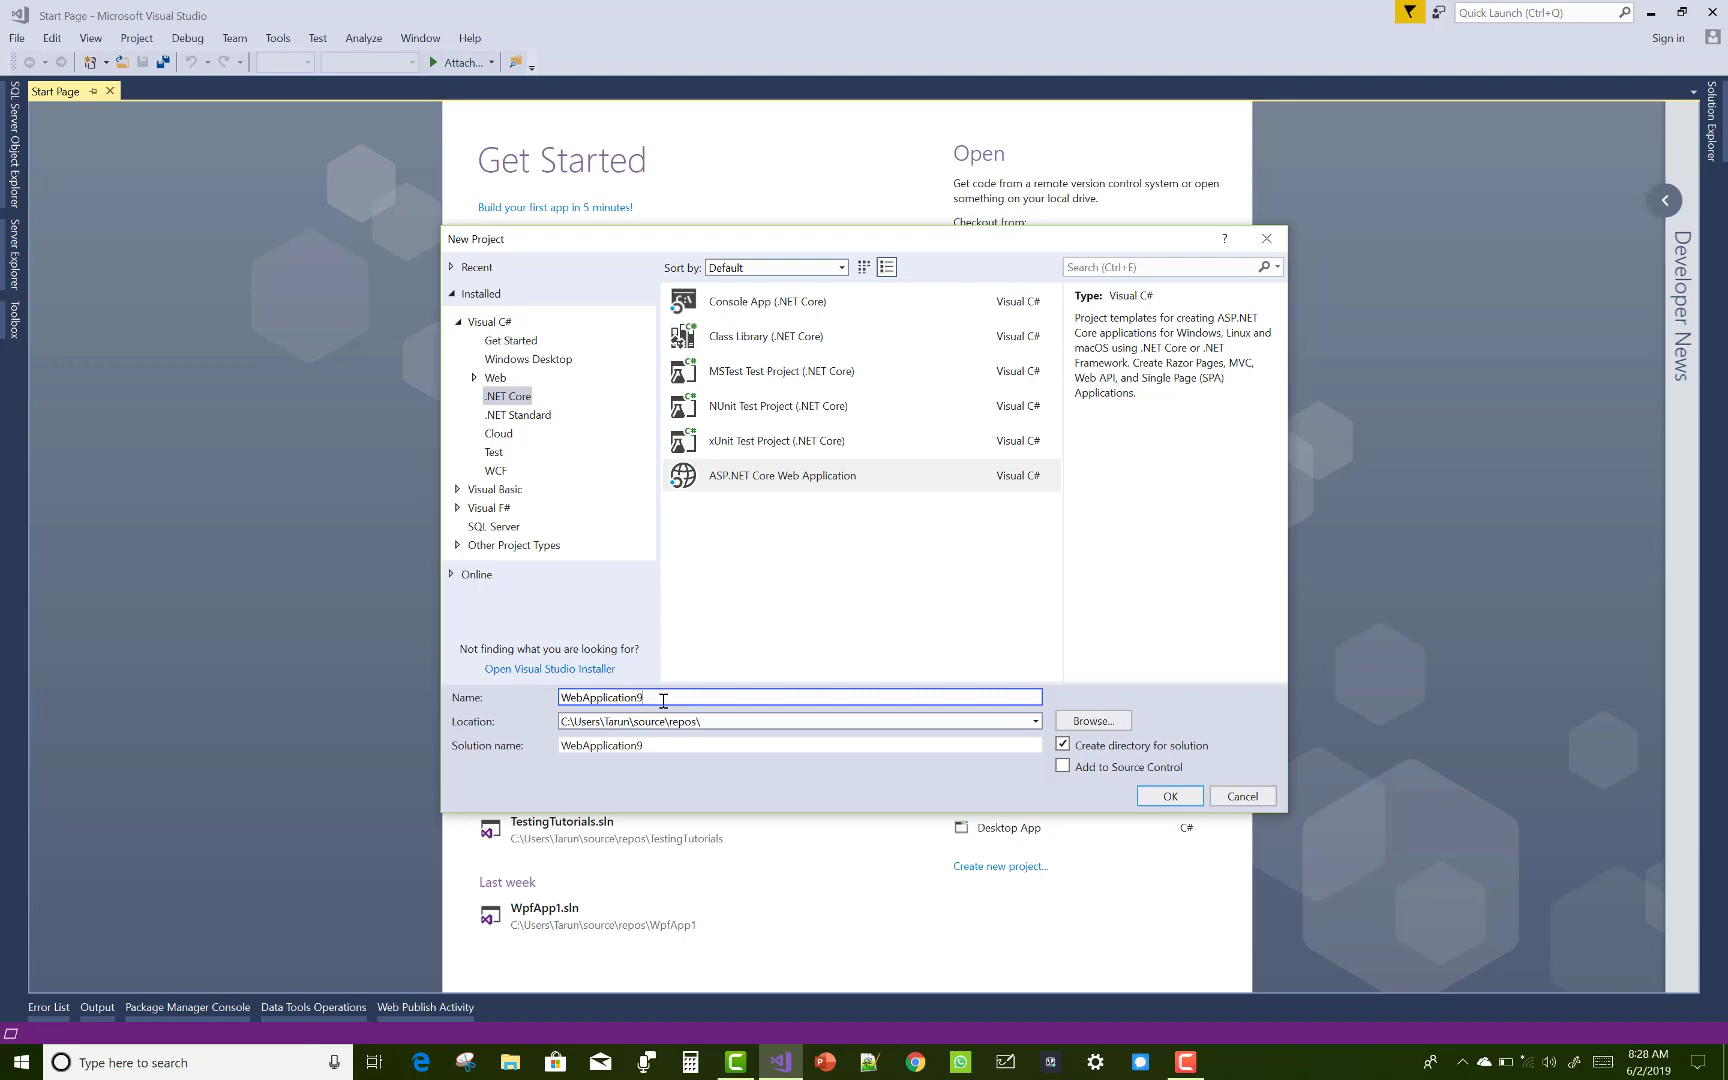 Start Page - Microsoft Visual Studio
Quick Launch (Ctrl+Q)
File Edit View Project Debug Team Tools Test Analyze Window Help
Sign in
Attach...
Start Page
SQL Server Object Explorer
Server Explorer
Toolbox
Solution Explorer
Developer News
Get Started
Build your first app in 5 minutes!
Open
Get code from a remote version control system or open
something on your local drive.
Checkout from:
New Project
?
Recent
Installed
Visual C#
Get Started
Windows Desktop
Web
.NET Core
.NET Standard
Cloud
Test
WCF
Visual Basic
Visual F#
SQL Server
Other Project Types
Online
Not finding what you are looking for?
Open Visual Studio Installer
Sort by: Default
Console App (.NET Core) Visual C#
Class Library (.NET Core) Visual C#
MSTest Test Project (.NET Core) Visual C#
NUnit Test Project (.NET Core) Visual C#
xUnit Test Project (.NET Core) Visual C#
ASP.NET Core Web Application Visual C#
Search (Ctrl+E)
Type: Visual C#
Project templates for creating ASP.NET
Core applications for Windows, Linux and
macOS using .NET Core or .NET
Framework. Create Razor Pages, MVC,
Web API, and Single Page (SPA)
Applications.
Name: WebApplication9
Location: C:\Users\Tarun\source\repos\
Browse...
Solution name: WebApplication9
Create directory for solution
Add to Source Control
OK Cancel
TestingTutorials.sln
C:\Users\Tarun\source\repos\TestingTutorials
Last week
WpfApp1.sln
C:\Users\Tarun\source\repos\WpfApp1
Desktop App C#
Create new project...
Error List Output Package Manager Console Data Tools Operations Web Publish Activity
Type here to search
8:28 AM
6/2/2019